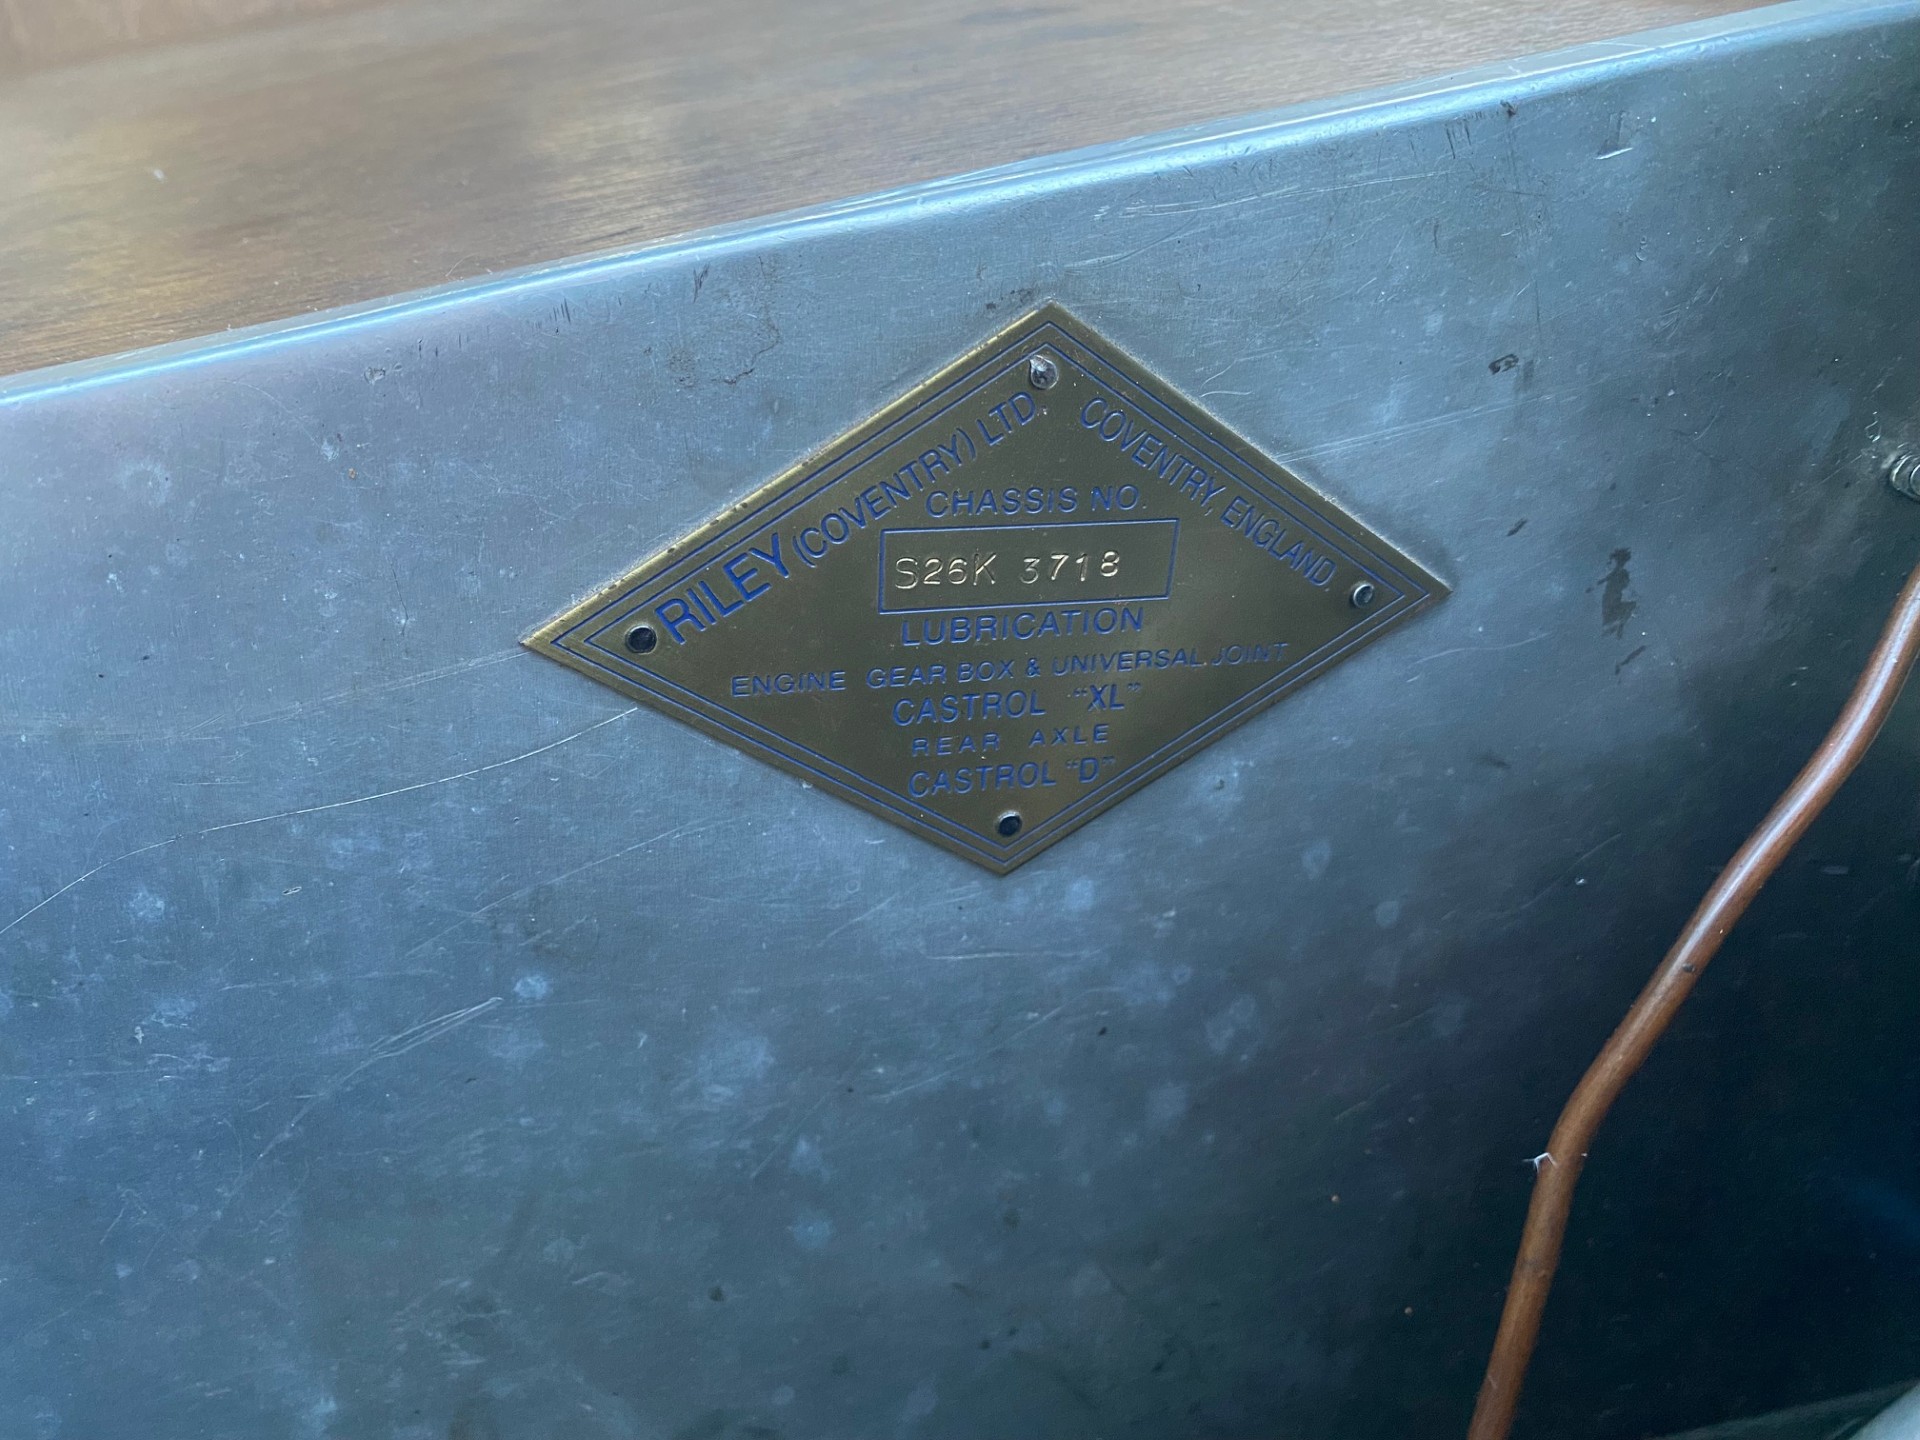 RILEY (COVENTRY) LTD
COVENTRY, ENGLAND.
CHASSIS NO.
S26K 3718
LUBRICATION
ENGINE GEAR BOX & UNIVERSAL JOINT
CASTROL "XL"
REAR AXLE
CASTROL "D"